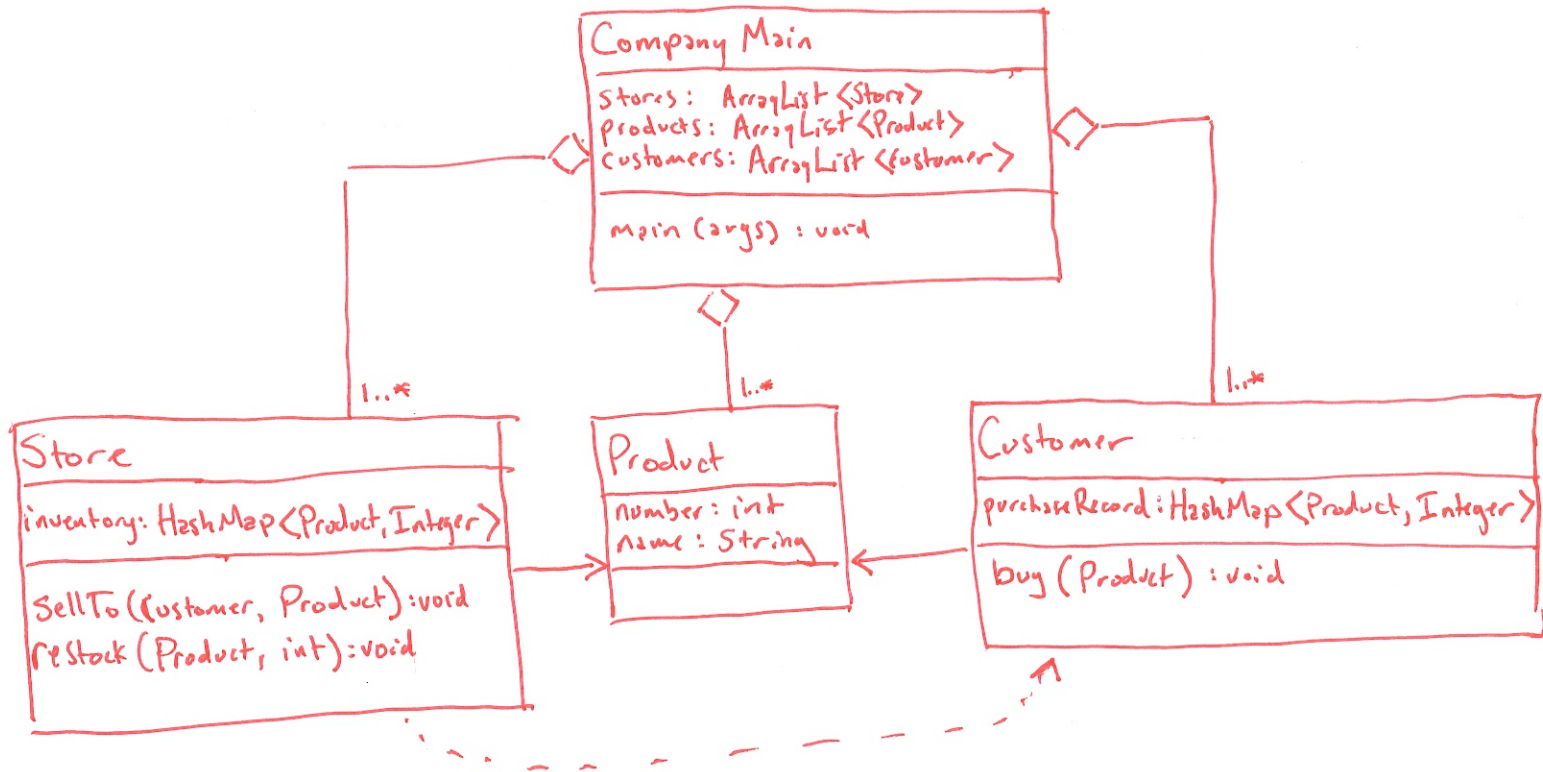 Company Main
stores: ArrayList<Store>
products: ArrayList<Product>
customers: ArrayList<Customer>
main(args): void
1..*
1..*
1..*
Store
inventory: HashMap<Product, Integer>
sellTo(Customer, Product): void
restock(Product, int): void
Product
number: int
name: String
Customer
purchaseRecord: HashMap<Product, Integer>
buy(Product): void